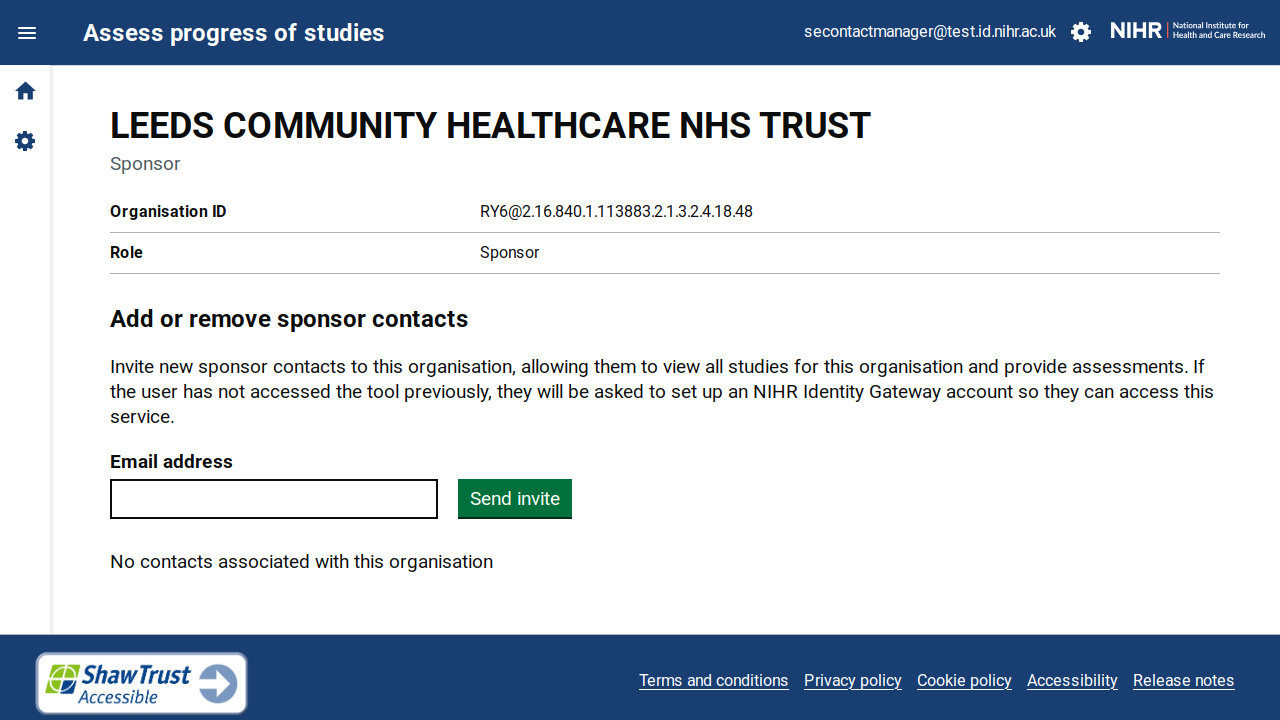 Assess progress of studies
secontactmanager@test.id.nihr.ac.uk
NIHR | National Institute for
Health and Care Research
LEEDS COMMUNITY HEALTHCARE NHS TRUST
Sponsor
Organisation ID RY6@2.16.840.1.113883.2.1.3.2.4.18.48
Role Sponsor
Add or remove sponsor contacts
Invite new sponsor contacts to this organisation, allowing them to view all studies for this organisation and provide assessments. If
the user has not accessed the tool previously, they will be asked to set up an NIHR Identity Gateway account so they can access this
service.
Email address
Send invite
No contacts associated with this organisation
ShawTrust
Accessible
Terms and conditions Privacy policy Cookie policy Accessibility Release notes